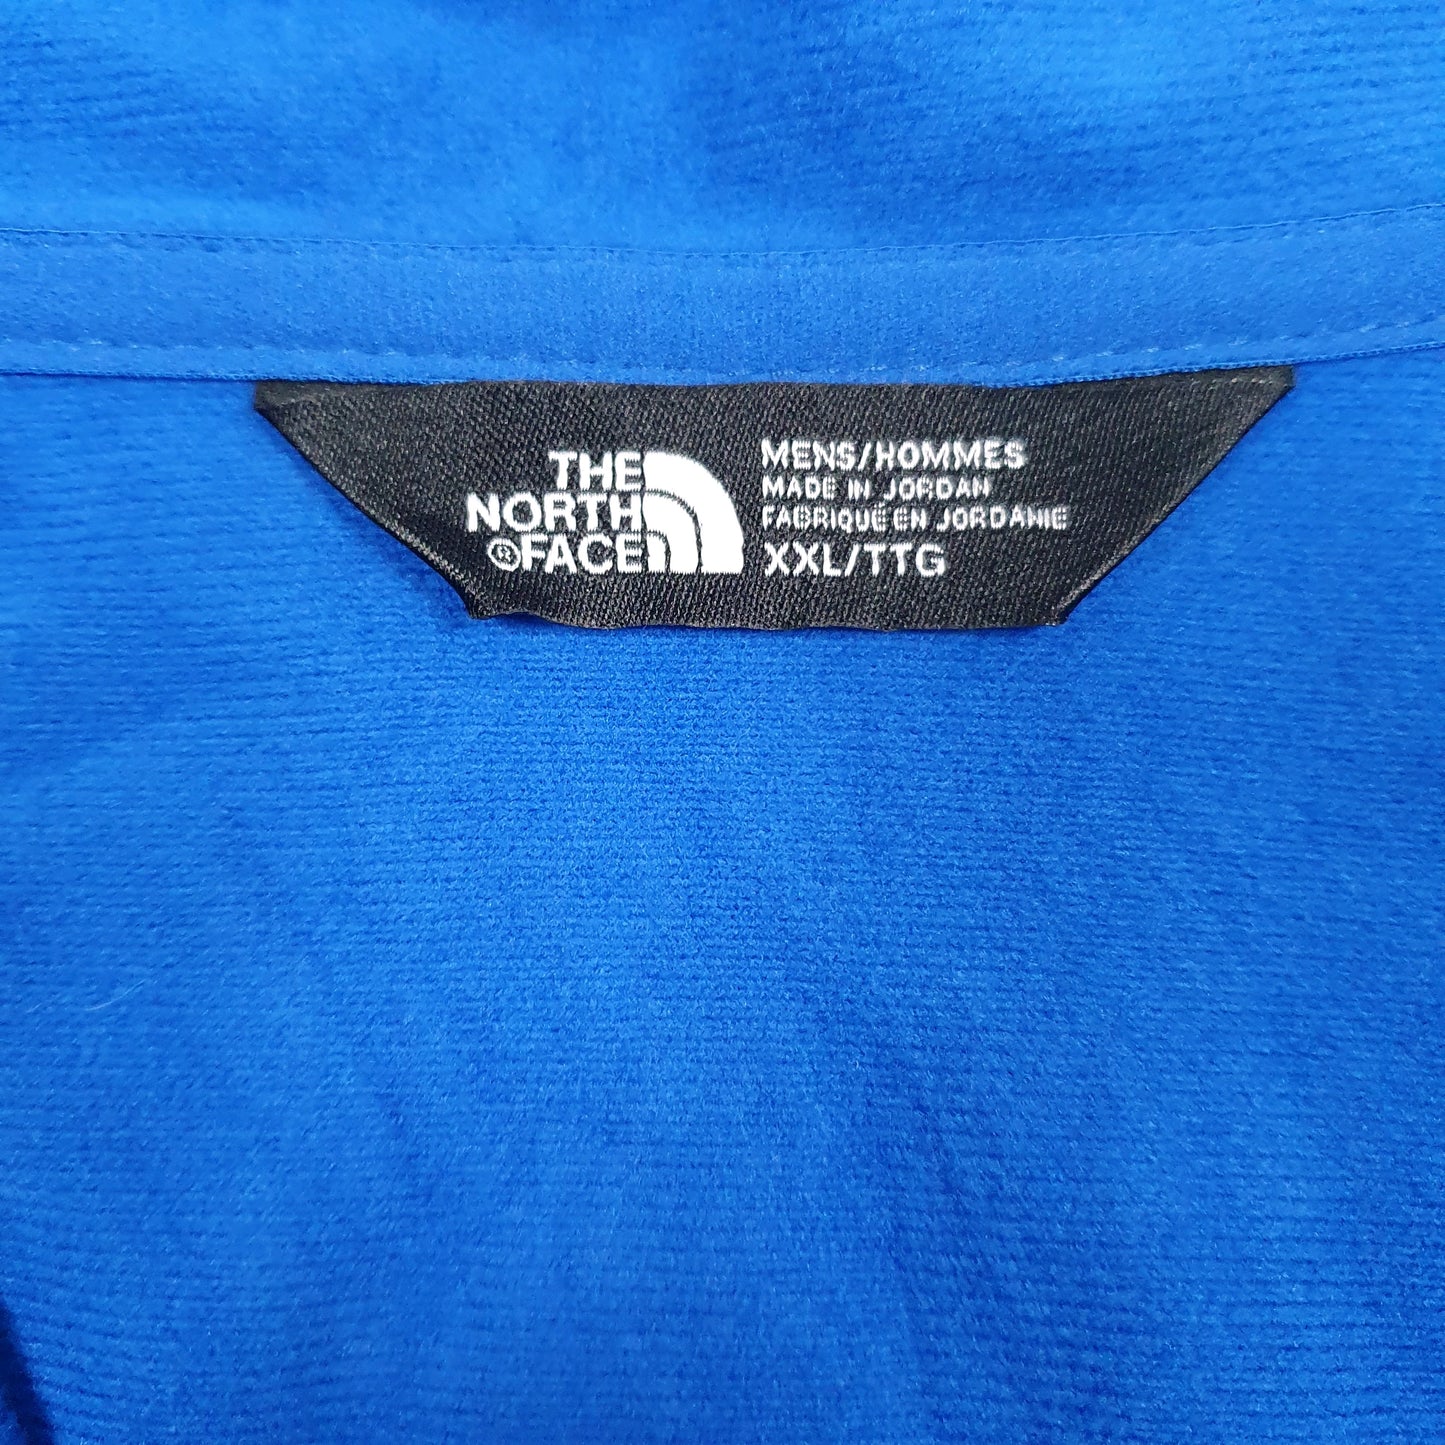 THE
NORTH
®FACE
MENS/HOMMES
MADE IN JORDAN
FABRIQUÉ EN JORDANIE
XXL/TTG